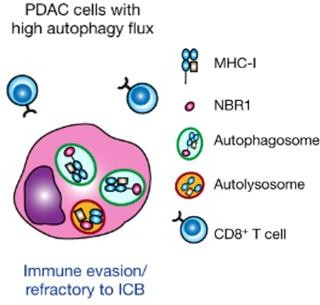 PDAC cells with
high autophagy flux
MHC-I
NBR1
Autophagosome
Autolysosome
CD8⁺ T cell
Immune evasion/
refractory to ICB